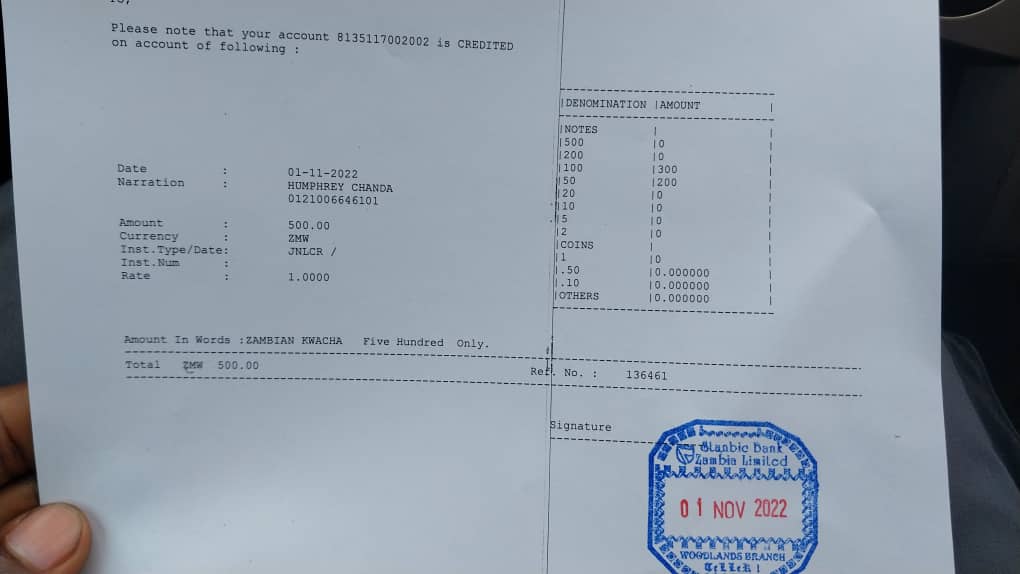 To,
Please note that your account 8135117002002 is CREDITED
on account of following :
|DENOMINATION |AMOUNT |
|NOTES | |
|500 |0 |
|200 |0 |
|100 |300 |
|50 |200 |
|20 |0 |
|10 |0 |
|5 |0 |
|2 |0 |
|COINS | |
|1 |0 |
|.50 |0.000000 |
|.10 |0.000000 |
|OTHERS |0.000000 |
Date : 01-11-2022
Narration : HUMPHREY CHANDA
0121006646101
Amount : 500.00
Currency : ZMW
Inst.Type/Date: JNLCR /
Inst.Num :
Rate : 1.0000
Amount In Words :ZAMBIAN KWACHA Five Hundred Only.
Total ZMW 500.00
Ref. No. : 136461
Signature
Stanbic Bank
Zambia Limited
01 NOV 2022
WOODLANDS BRANCH
TELLER 1